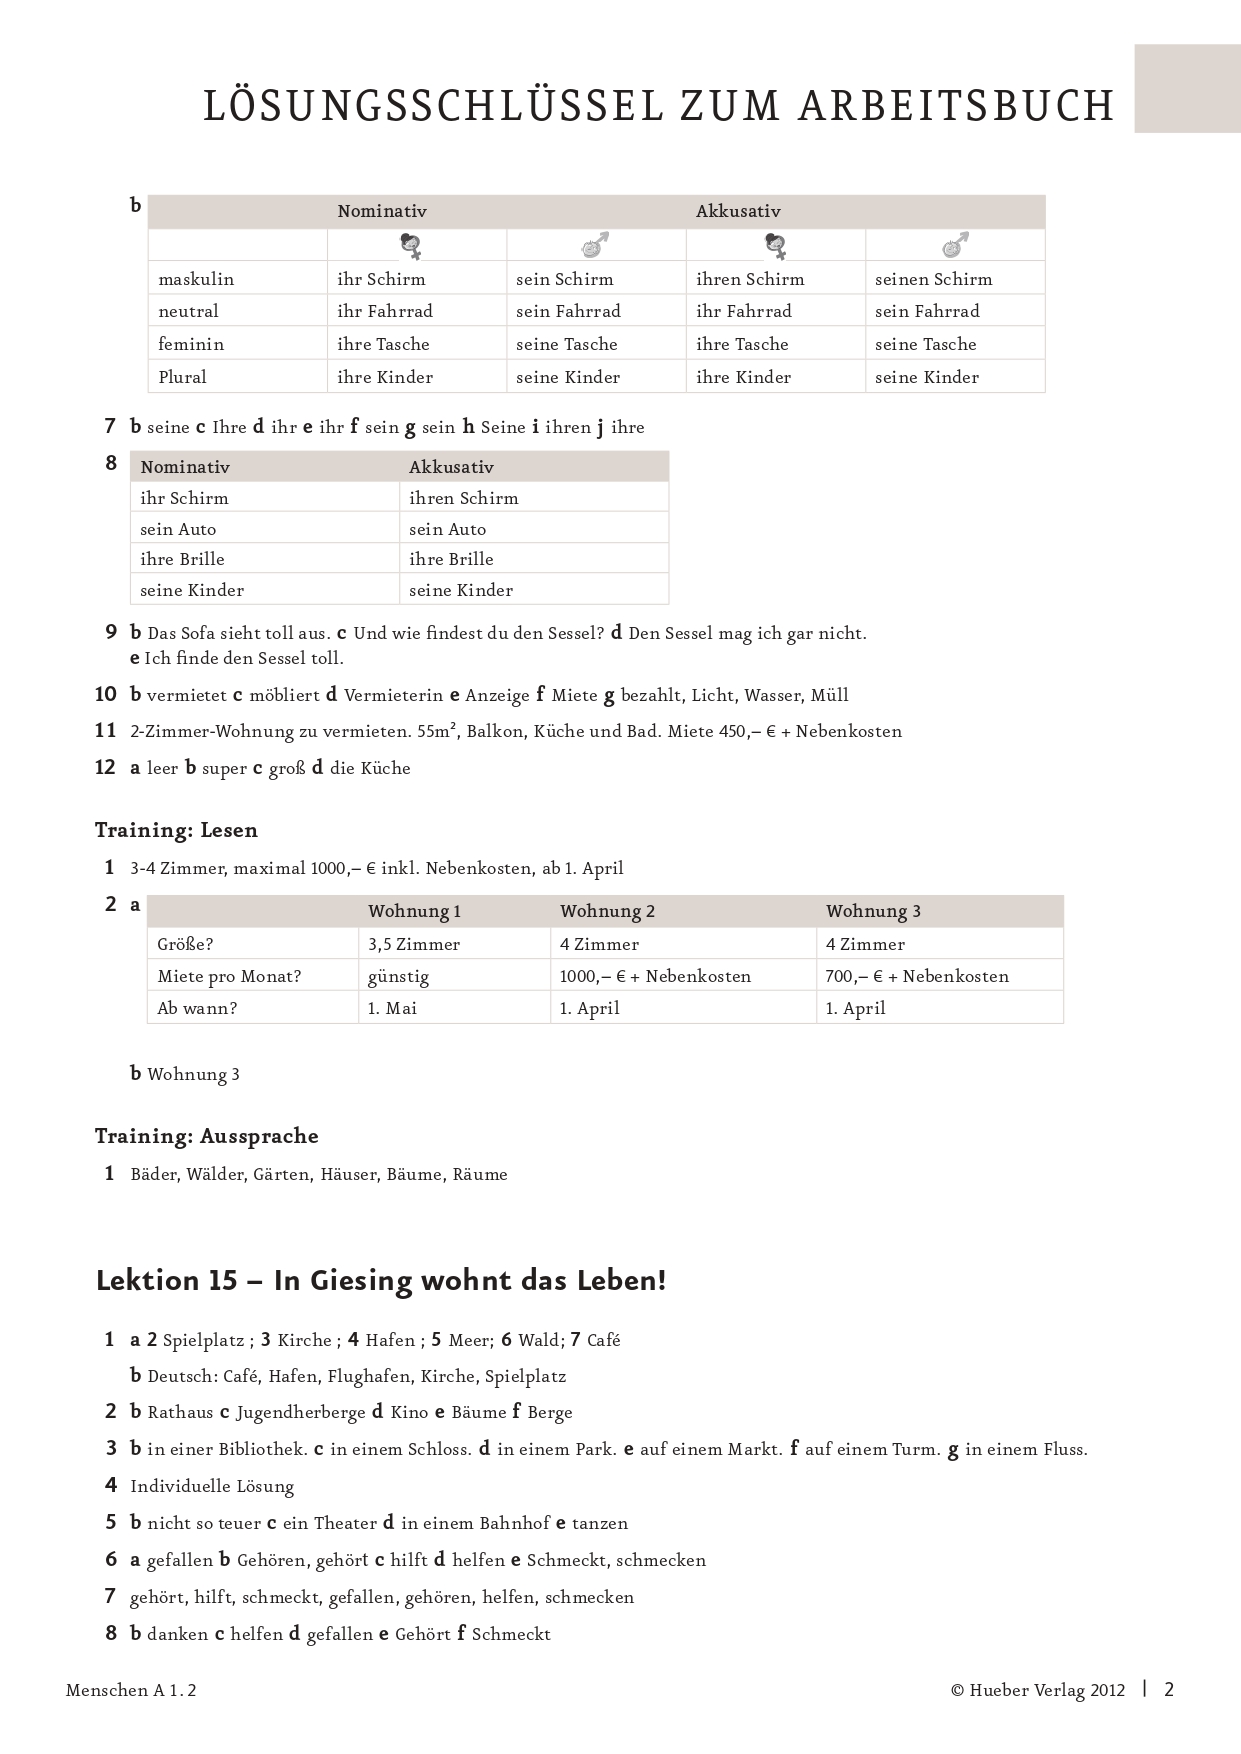 LÖSUNGSSCHLÜSSEL ZUM ARBEITSBUCH
b
Nominativ Akkusativ
maskulin ihr Schirm sein Schirm ihren Schirm seinen Schirm
neutral ihr Fahrrad sein Fahrrad ihr Fahrrad sein Fahrrad
feminin ihre Tasche seine Tasche ihre Tasche seine Tasche
Plural ihre Kinder seine Kinder ihre Kinder seine Kinder
7 b seine c Ihre d ihr e ihr f sein g sein h Seine i ihren j ihre
8 Nominativ Akkusativ
ihr Schirm ihren Schirm
sein Auto sein Auto
ihre Brille ihre Brille
seine Kinder seine Kinder
9 b Das Sofa sieht toll aus. c Und wie findest du den Sessel? d Den Sessel mag ich gar nicht.
e Ich finde den Sessel toll.
10 b vermietet c möbliert d Vermieterin e Anzeige f Miete g bezahlt, Licht, Wasser, Müll
11 2-Zimmer-Wohnung zu vermieten. 55m², Balkon, Küche und Bad. Miete 450,– € + Nebenkosten
12 a leer b super c groß d die Küche
Training: Lesen
1 3-4 Zimmer, maximal 1000,– € inkl. Nebenkosten, ab 1. April
2 a Wohnung 1 Wohnung 2 Wohnung 3
Größe? 3,5 Zimmer 4 Zimmer 4 Zimmer
Miete pro Monat? günstig 1000,– € + Nebenkosten 700,– € + Nebenkosten
Ab wann? 1. Mai 1. April 1. April
b Wohnung 3
Training: Aussprache
1 Bäder, Wälder, Gärten, Häuser, Bäume, Räume
Lektion 15 – In Giesing wohnt das Leben!
1 a 2 Spielplatz ; 3 Kirche ; 4 Hafen ; 5 Meer; 6 Wald; 7 Café
b Deutsch: Café, Hafen, Flughafen, Kirche, Spielplatz
2 b Rathaus c Jugendherberge d Kino e Bäume f Berge
3 b in einer Bibliothek. c in einem Schloss. d in einem Park. e auf einem Markt. f auf einem Turm. g in einem Fluss.
4 Individuelle Lösung
5 b nicht so teuer c ein Theater d in einem Bahnhof e tanzen
6 a gefallen b Gehören, gehört c hilft d helfen e Schmeckt, schmecken
7 gehört, hilft, schmeckt, gefallen, gehören, helfen, schmecken
8 b danken c helfen d gefallen e Gehört f Schmeckt
Menschen A 1.2 © Hueber Verlag 2012 | 2